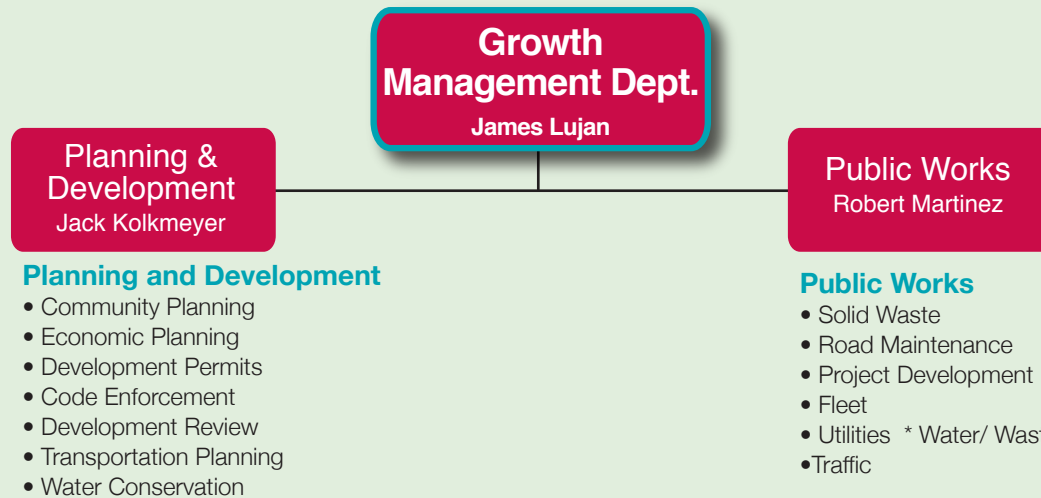 Growth
Management Dept.
James Lujan
Planning &
Development
Jack Kolkmeyer
Public Works
Robert Martinez
Planning and Development
• Community Planning
• Economic Planning
• Development Permits
• Code Enforcement
• Development Review
• Transportation Planning
• Water Conservation
Public Works
• Solid Waste
• Road Maintenance
• Project Development
• Fleet
• Utilities * Water/
•Traffic